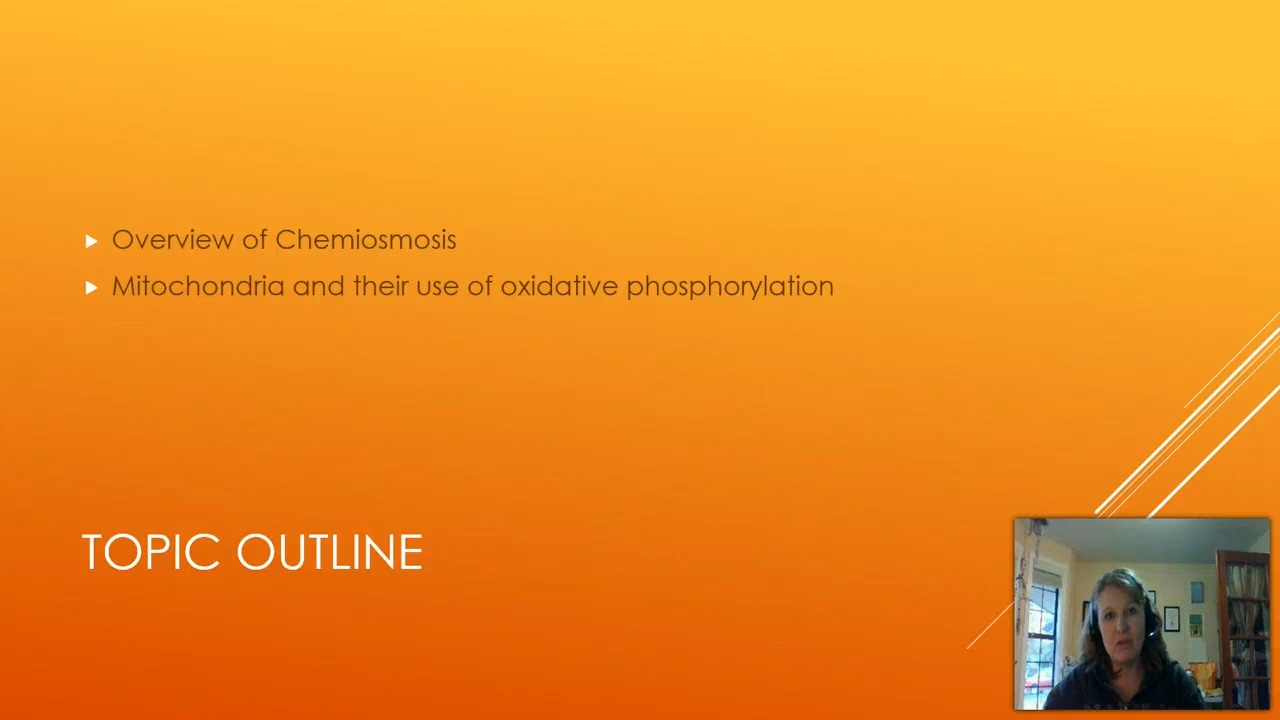 Overview of Chemiosmosis
Mitochondria and their use of oxidative phosphorylation
TOPIC OUTLINE